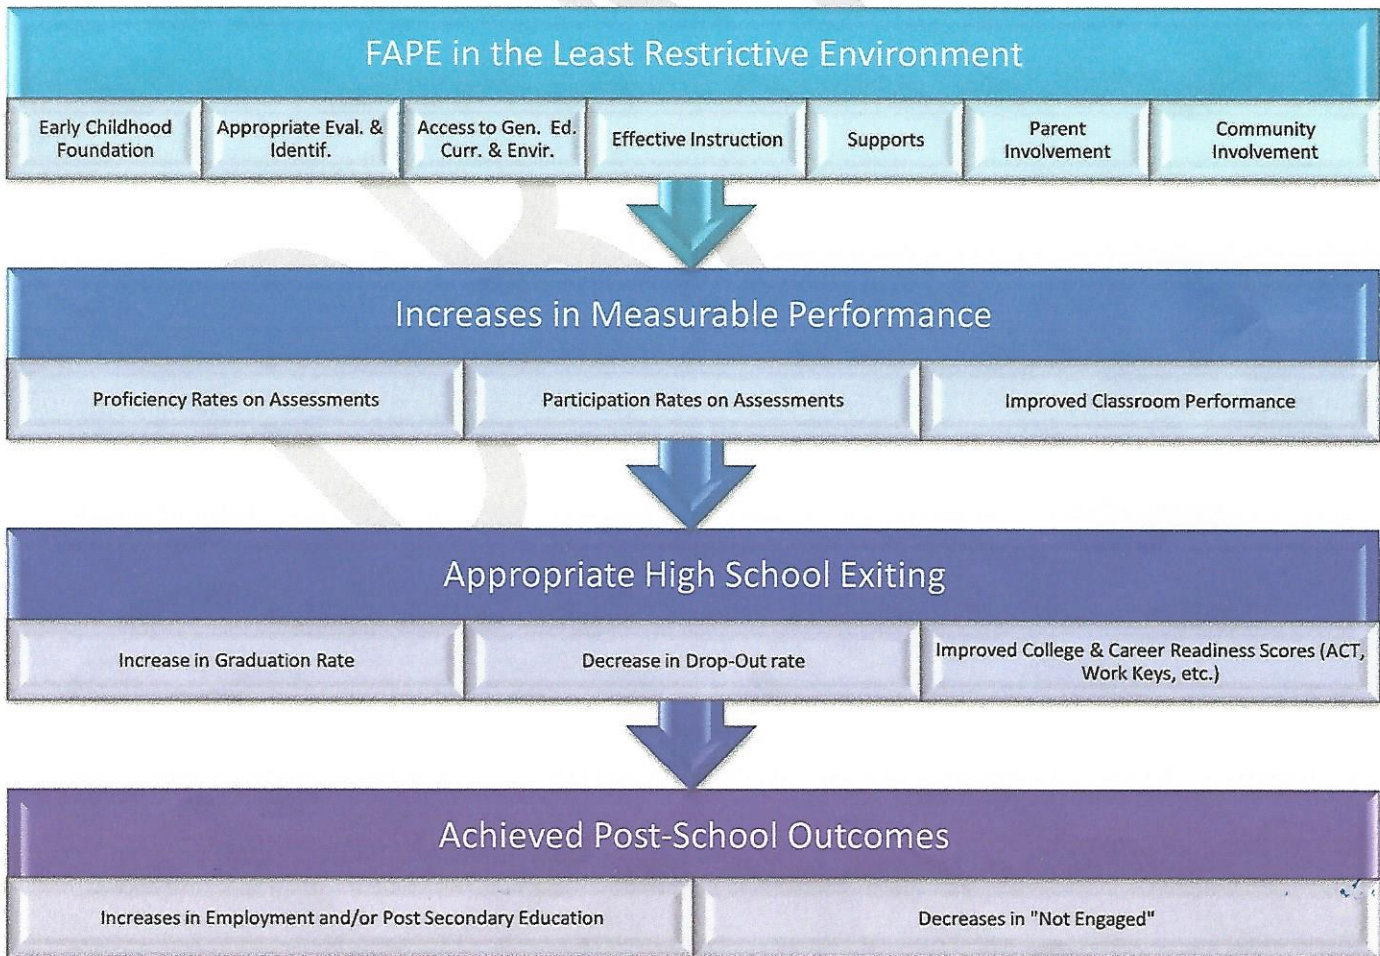 FAPE in the Least Restrictive Environment
Early Childhood
Foundation
Appropriate Eval. &
Identif.
Access to Gen. Ed.
Curr. & Envir.
Effective Instruction
Supports
Parent
Involvement
Community
Involvement
Increases in Measurable Performance
Proficiency Rates on Assessments
Participation Rates on Assessments
Improved Classroom Performance
Appropriate High School Exiting
Increase in Graduation Rate
Decrease in Drop-Out rate
Improved College & Career Readiness Scores (ACT,
Work Keys, etc.)
Achieved Post-School Outcomes
Increases in Employment and/or Post Secondary Education
Decreases in "Not Engaged"